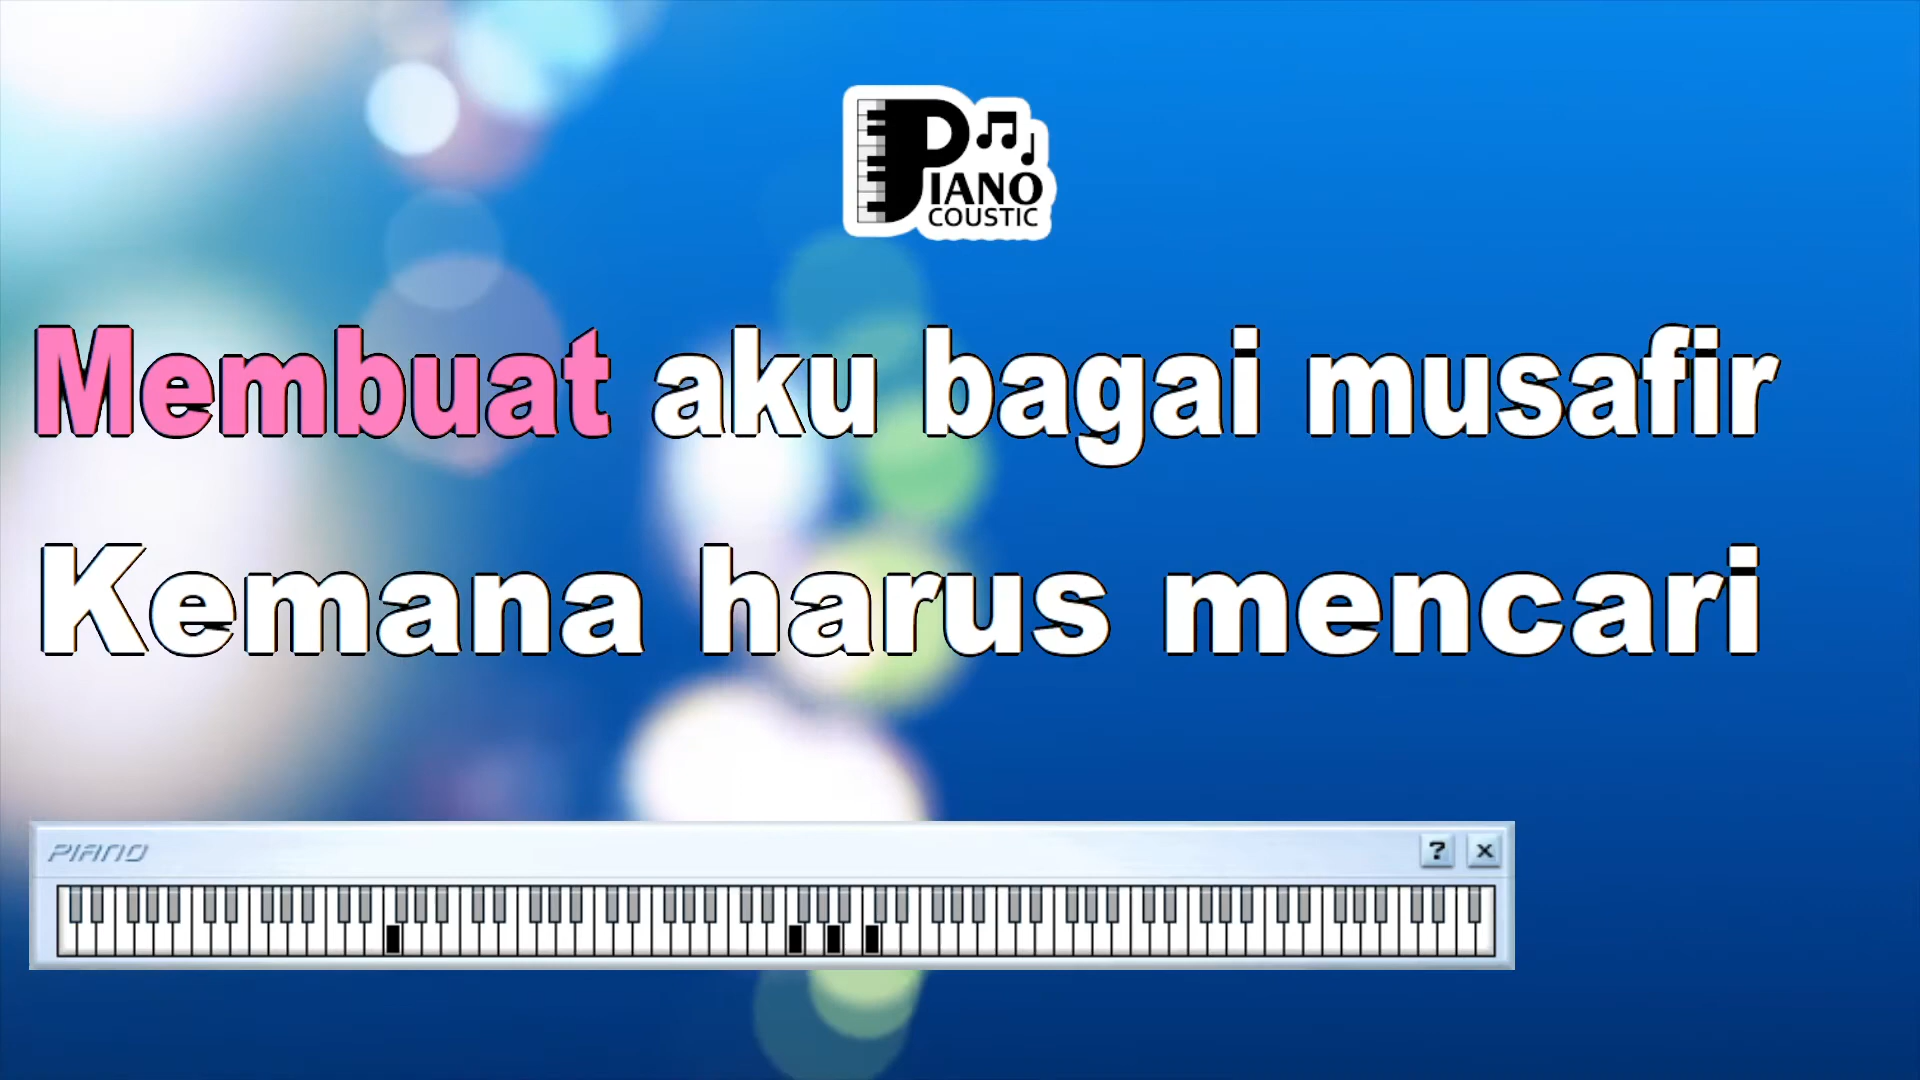 PIANO
COUSTIC
Membuat aku bagai musafir
Kemana harus mencari
PIANO
? x